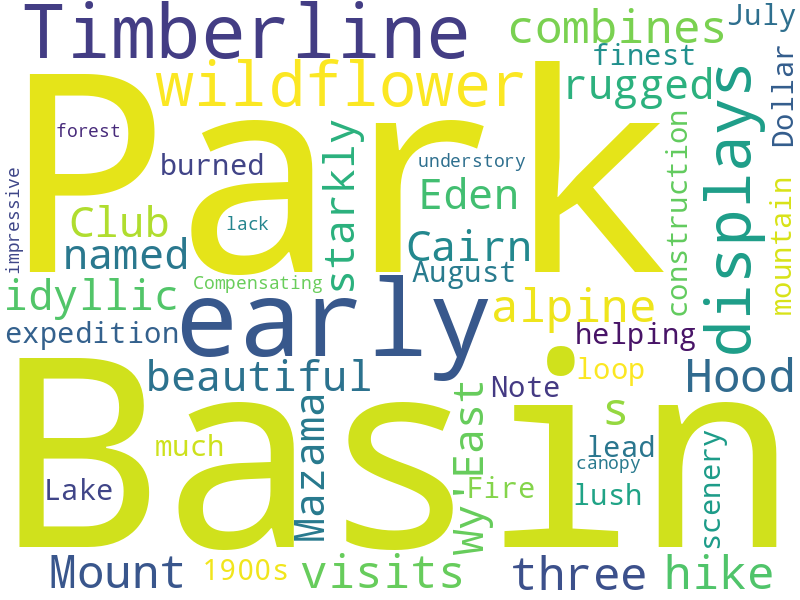 Timberline
combines
July
finest
wildflower
rugged
Dollar
Park
forest
burned
understory
displays
starkly
construction
impressive
Eden
mountain
Club
lack
named
Cairn
August
Compensating
idyllic
early
alpine
expedition
helping
beautiful
loop
Hood
Note
Basin
Mazama
Wy'East
s
much
lead
scenery
canopy
Lake
Fire
lush
Mount
1900s
visits
three
hike